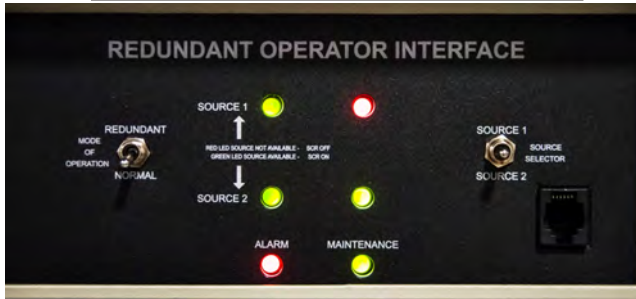 REDUNDANT OPERATOR INTERFACE
SOURCE 1
REDUNDANT
MODE
OF
OPERATION
NORMAL
RED LED SOURCE NOT AVAILABLE - SCR OFF
GREEN LED SOURCE AVAILABLE - SCR ON
SOURCE 2
SOURCE 1
SOURCE
SELECTOR
SOURCE 2
ALARM
MAINTENANCE